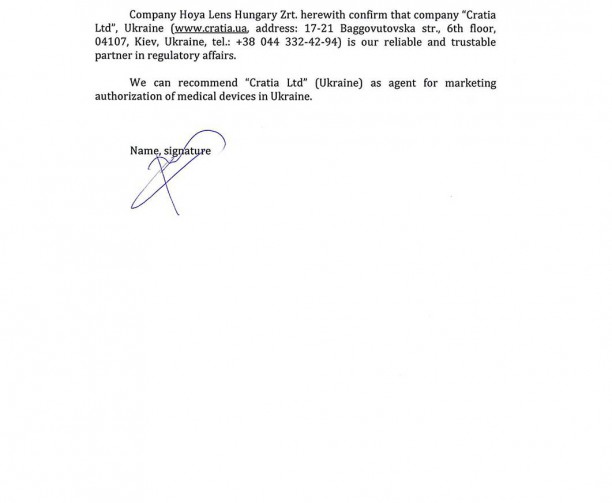 Company Hoya Lens Hungary Zrt. herewith confirm that company “Cratia
Ltd”, Ukraine (www.cratia.ua, address: 17-21 Baggovutovska str., 6th floor,
04107, Kiev, Ukraine, tel.: +38 044 332-42-94) is our reliable and trustable
partner in regulatory affairs.
We can recommend “Cratia Ltd” (Ukraine) as agent for marketing
authorization of medical devices in Ukraine.
Name, signature